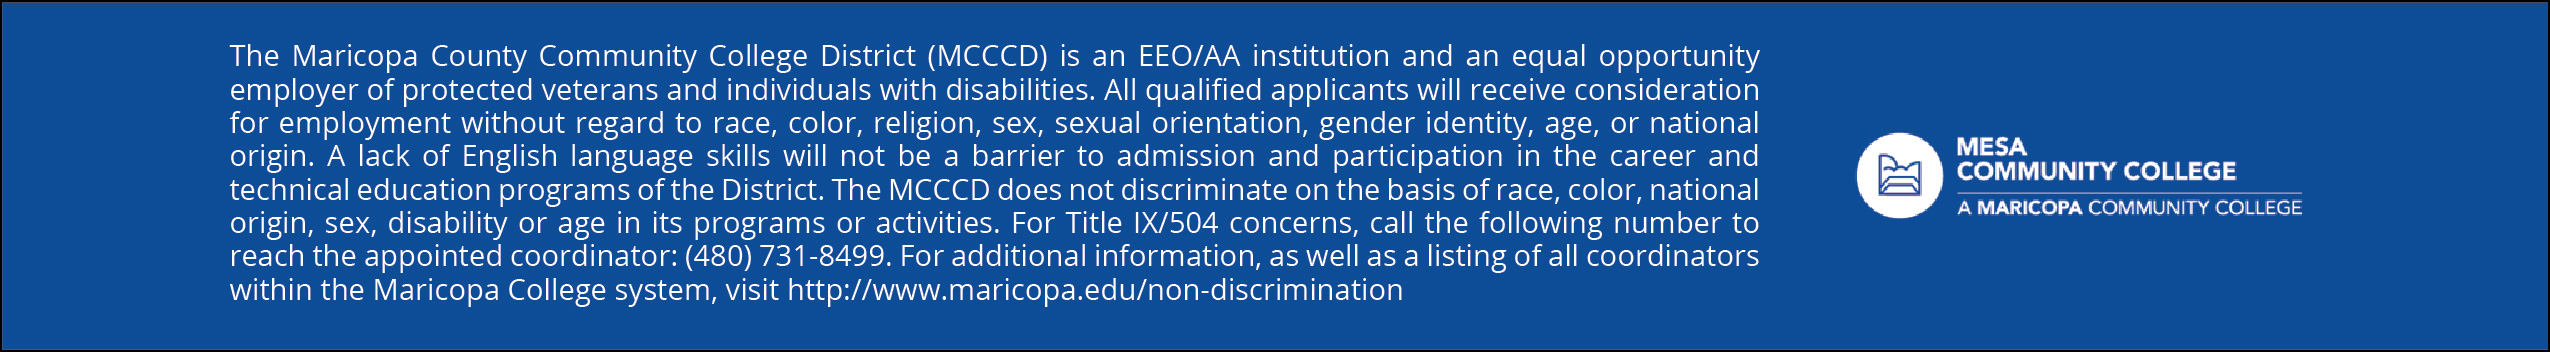 The Maricopa County Community College District (MCCCD) is an EEO/AA institution and an equal opportunity
employer of protected veterans and individuals with disabilities. All qualified applicants will receive consideration
for employment without regard to race, color, religion, sex, sexual orientation, gender identity, age, or national
origin. A lack of English language skills will not be a barrier to admission and participation in the career and
technical education programs of the District. The MCCCD does not discriminate on the basis of race, color, national
origin, sex, disability or age in its programs or activities. For Title IX/504 concerns, call the following number to
reach the appointed coordinator: (480) 731-8499. For additional information, as well as a listing of all coordinators
within the Maricopa College system, visit http://www.maricopa.edu/non-discrimination
MESA
COMMUNITY COLLEGE
A MARICOPA COMMUNITY COLLEGE